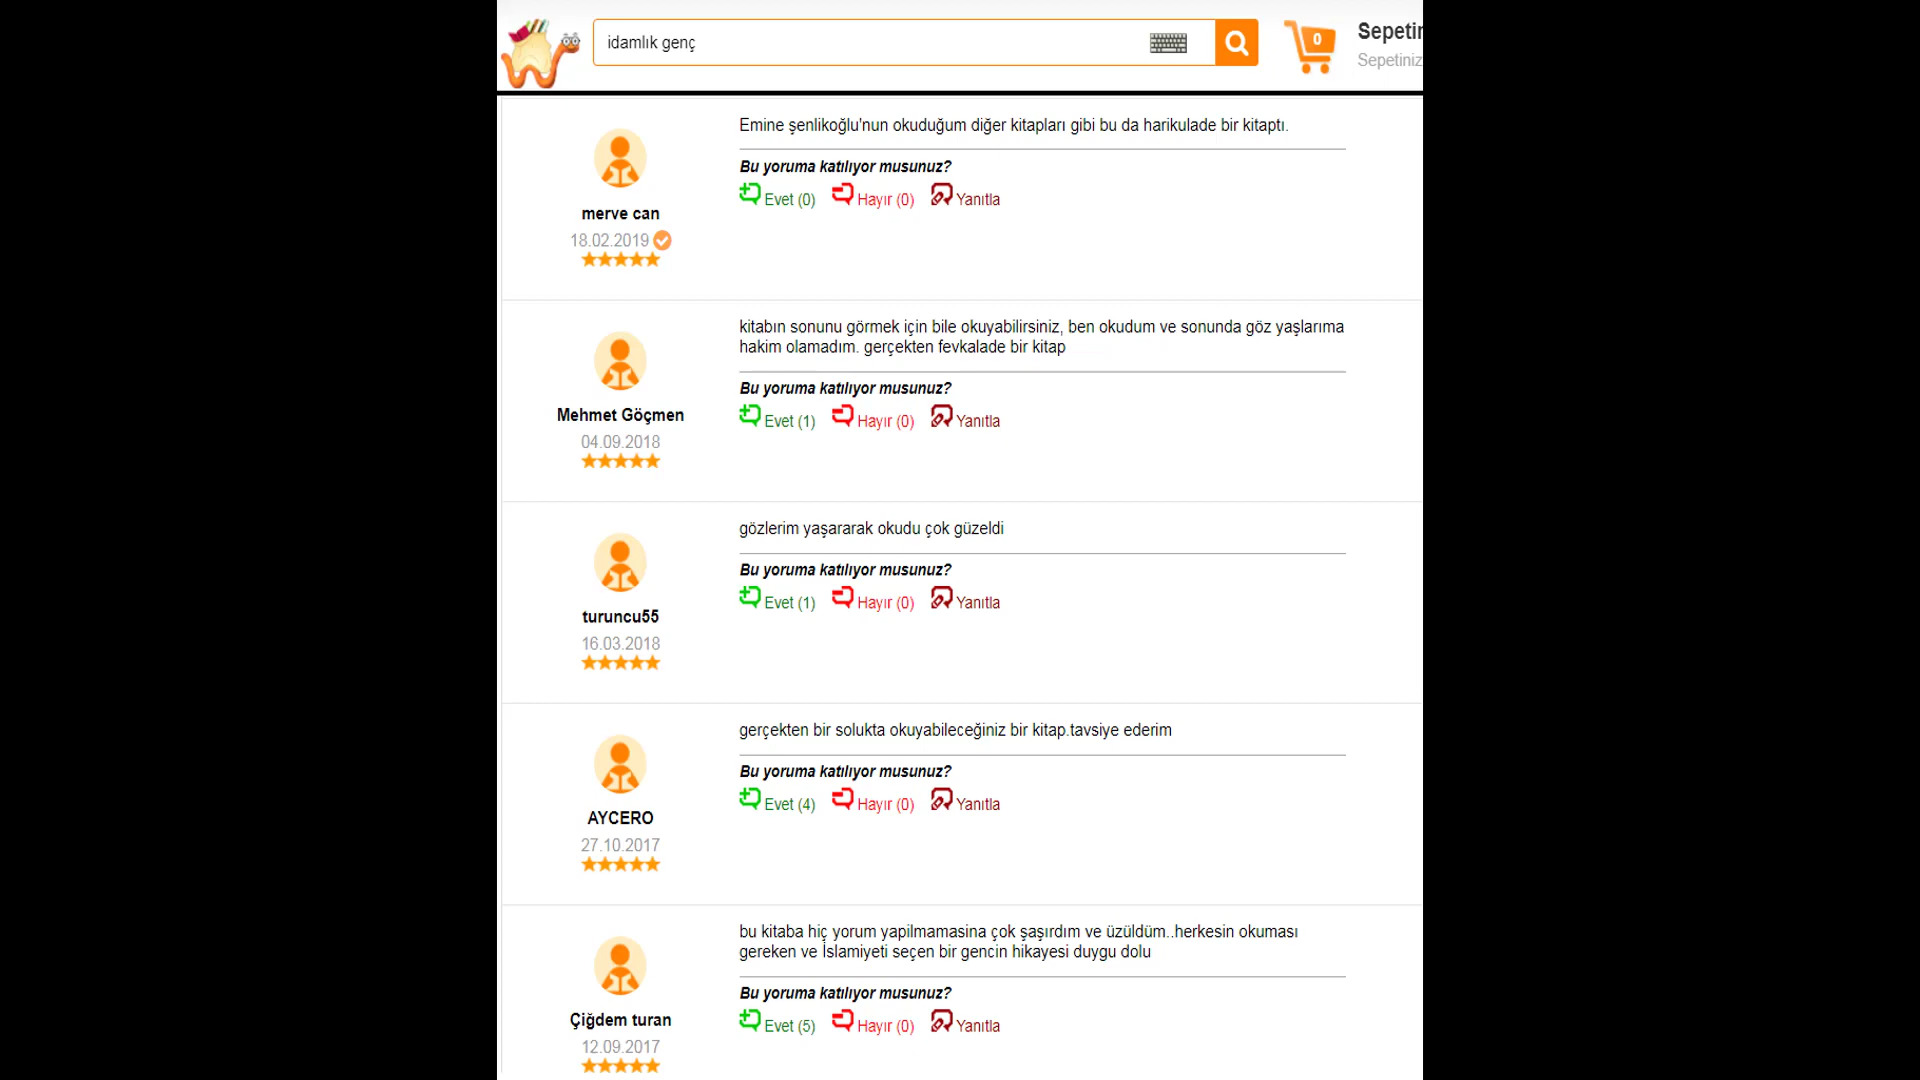 idamlık genç
0
Sepetin
Sepetiniz
Emine şenlikoğlu'nun okuduğum diğer kitapları gibi bu da harikulade bir kitaptı.
Bu yoruma katılıyor musunuz?
Evet (0) Hayır (0) Yanıtla
merve can
18.02.2019
kitabın sonunu görmek için bile okuyabilirsiniz, ben okudum ve sonunda göz yaşlarıma
hakim olamadım. gerçekten fevkalade bir kitap
Bu yoruma katılıyor musunuz?
Evet (1) Hayır (0) Yanıtla
Mehmet Göçmen
04.09.2018
gözlerim yaşararak okudu çok güzeldi
Bu yoruma katılıyor musunuz?
Evet (1) Hayır (0) Yanıtla
turuncu55
16.03.2018
gerçekten bir solukta okuyabileceğiniz bir kitap.tavsiye ederim
Bu yoruma katılıyor musunuz?
Evet (4) Hayır (0) Yanıtla
AYCERO
27.10.2017
bu kitaba hiç yorum yapilmamasina çok şaşırdım ve üzüldüm..herkesin okuması
gereken ve İslamiyeti seçen bir gencin hikayesi duygu dolu
Bu yoruma katılıyor musunuz?
Evet (5) Hayır (0) Yanıtla
Çiğdem turan
12.09.2017